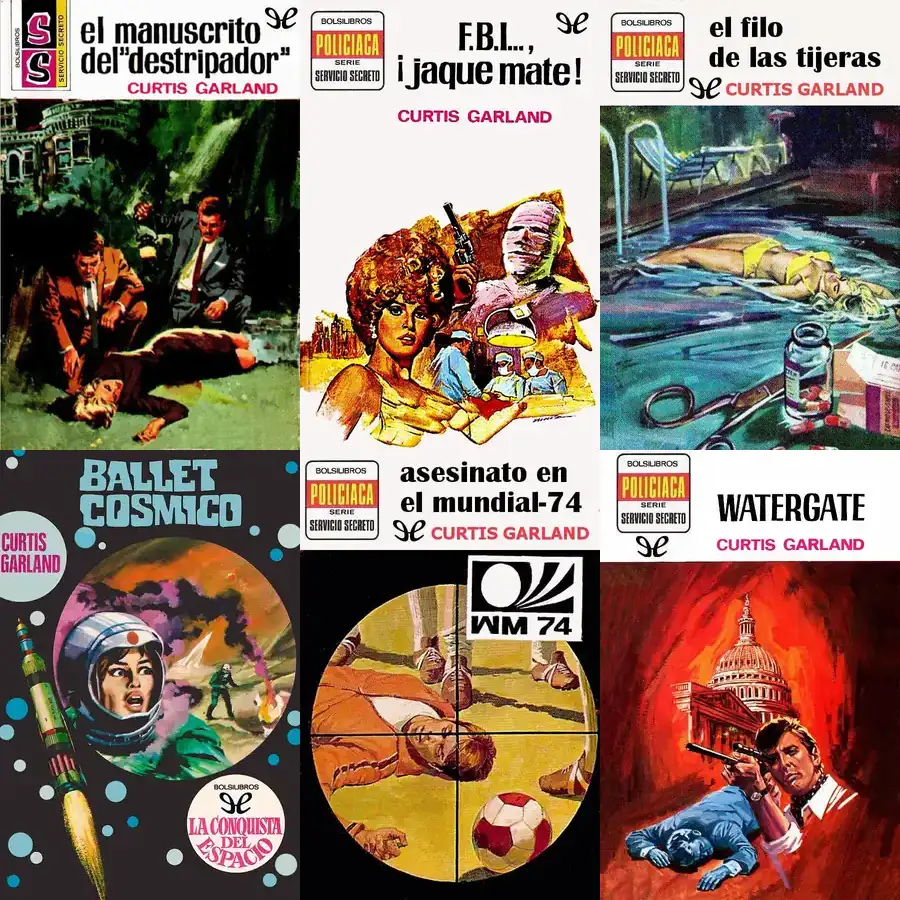 BOLSILIBROS
S
S
SERVICIO SECRETO
el manuscrito
del"destripador"
CURTIS GARLAND
BOLSILIBROS
POLICIACA
SERIE
SERVICIO SECRETO
F.B.I...,
¡jaque mate!
CURTIS GARLAND
BOLSILIBROS
POLICIACA
SERIE
SERVICIO SECRETO
el filo
de las tijeras
CURTIS GARLAND
BALLET
COSMICO
CURTIS
GARLAND
BOLSILIBROS
LA CONQUISTA
DEL
ESPACIO
BOLSILIBROS
POLICIACA
SERIE
SERVICIO SECRETO
asesinato en
el mundial-74
CURTIS GARLAND
WM 74
BOLSILIBROS
POLICIACA
SERIE
SERVICIO SECRETO
WATERGATE
CURTIS GARLAND